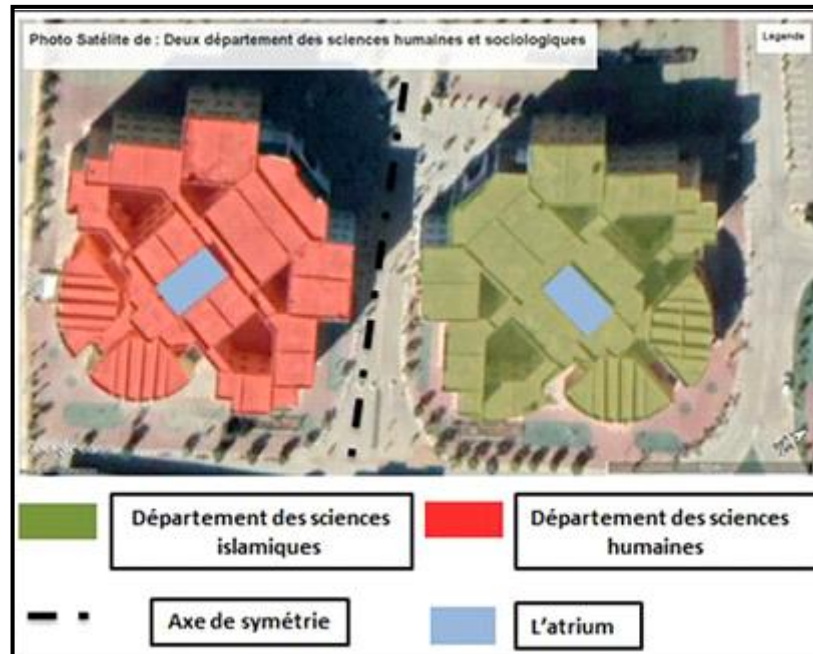 Photo Satélite de : Deux département des sciences humaines et sociologiques
Légende
Département des sciences
islamiques
Département des sciences
humaines
Axe de symétrie
L'atrium